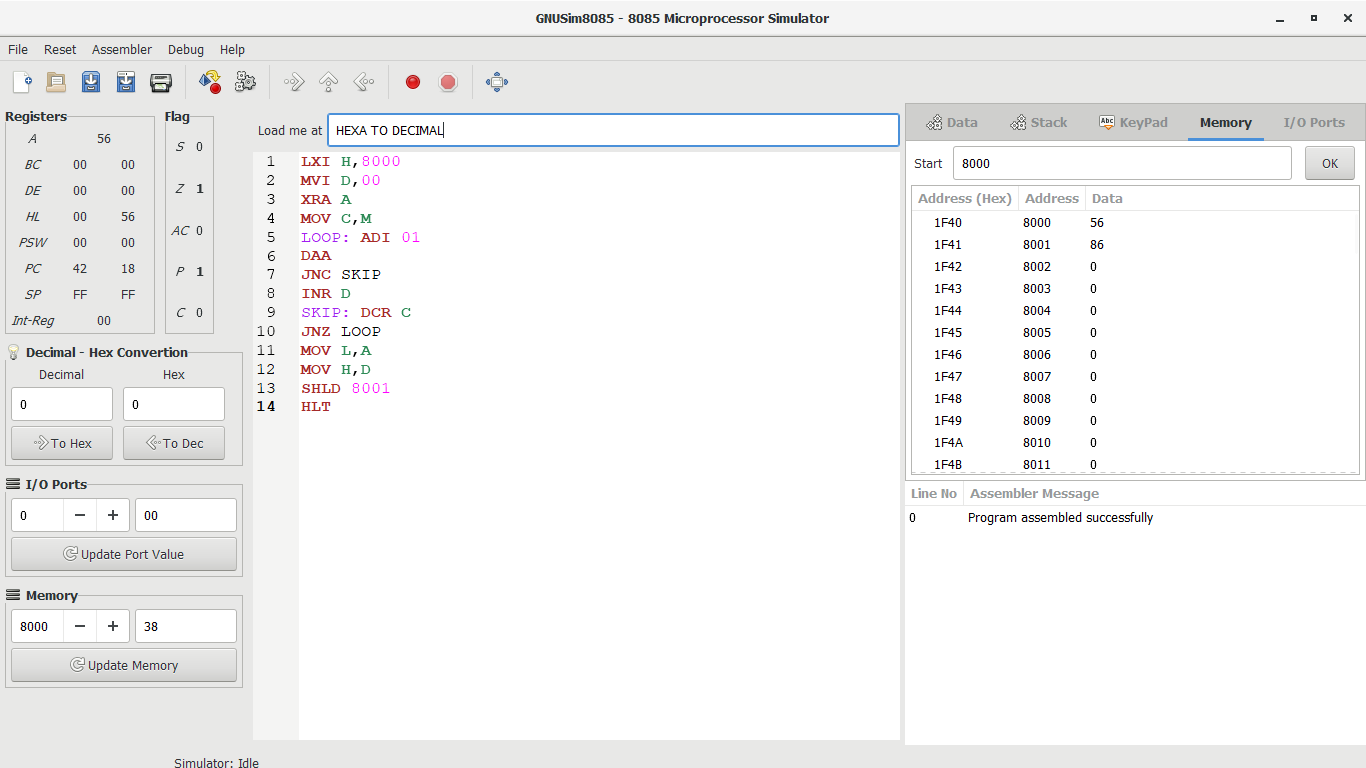 GNUSim8085 - 8085 Microprocessor Simulator
File Reset Assembler Debug Help
Registers
A 56
BC 00 00
DE 00 00
HL 00 56
PSW 00 00
PC 42 18
SP FF FF
Int-Reg 00
Flag
S 0
Z 1
AC 0
P 1
C 0
Decimal - Hex Convertion
Decimal Hex
0 0
To Hex To Dec
I/O Ports
0 − + 00
Update Port Value
Memory
8000 − + 38
Update Memory
Load me at HEXA TO DECIMAL
1 LXI H,8000
2 MVI D,00
3 XRA A
4 MOV C,M
5 LOOP: ADI 01
6 DAA
7 JNC SKIP
8 INR D
9 SKIP: DCR C
10 JNZ LOOP
11 MOV L,A
12 MOV H,D
13 SHLD 8001
14 HLT
Data Stack Abc KeyPad Memory I/O Ports
Start 8000 OK
Address (Hex) Address Data
1F40 8000 56
1F41 8001 86
1F42 8002 0
1F43 8003 0
1F44 8004 0
1F45 8005 0
1F46 8006 0
1F47 8007 0
1F48 8008 0
1F49 8009 0
1F4A 8010 0
1F4B 8011 0
Line No Assembler Message
0 Program assembled successfully
Simulator: Idle